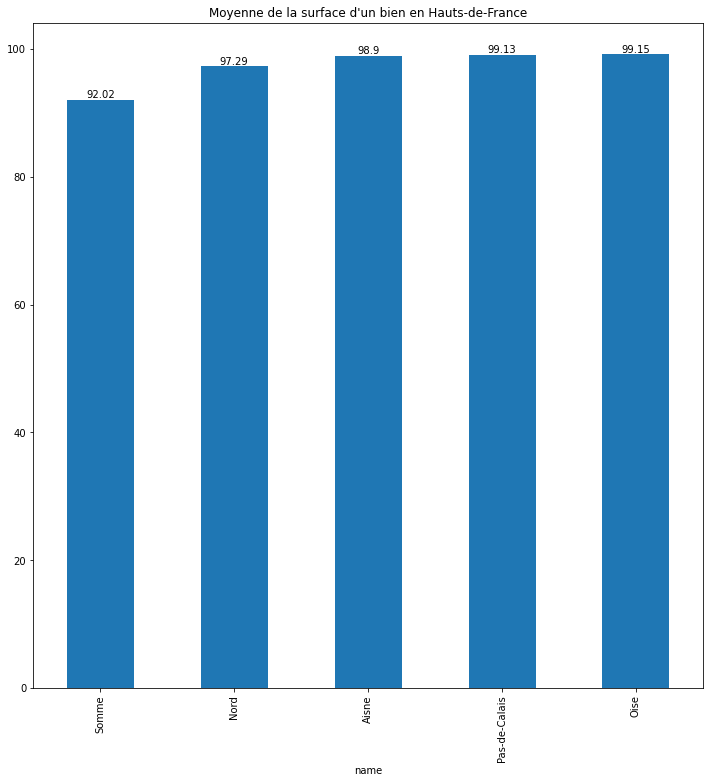 Moyenne de la surface d'un bien en Hauts-de-France
100
80
60
40
20
0
92.02
97.29
98.9
99.13
99.15
Somme
Nord
Aisne
Pas-de-Calais
Oise
name